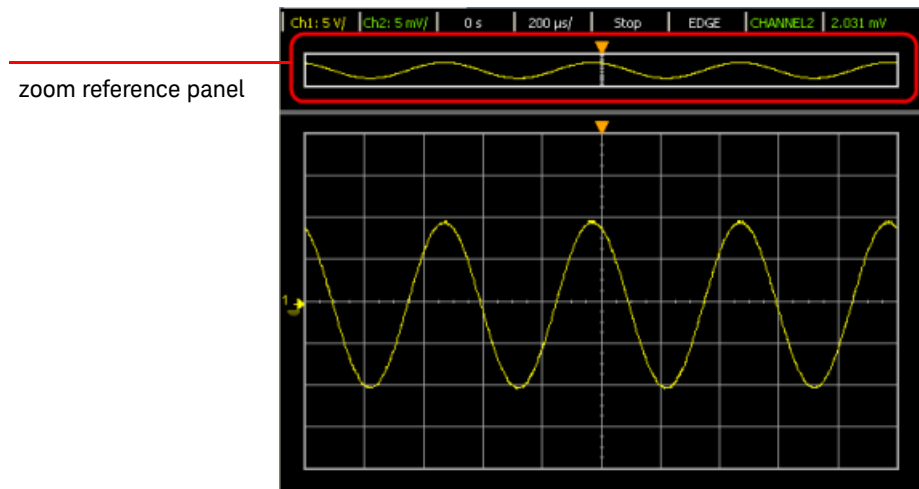 Ch1: 5 V/ Ch2: 5 mV/ 0 s 200 µs/ Stop EDGE CHANNEL2 2.031 mV
zoom reference panel
1